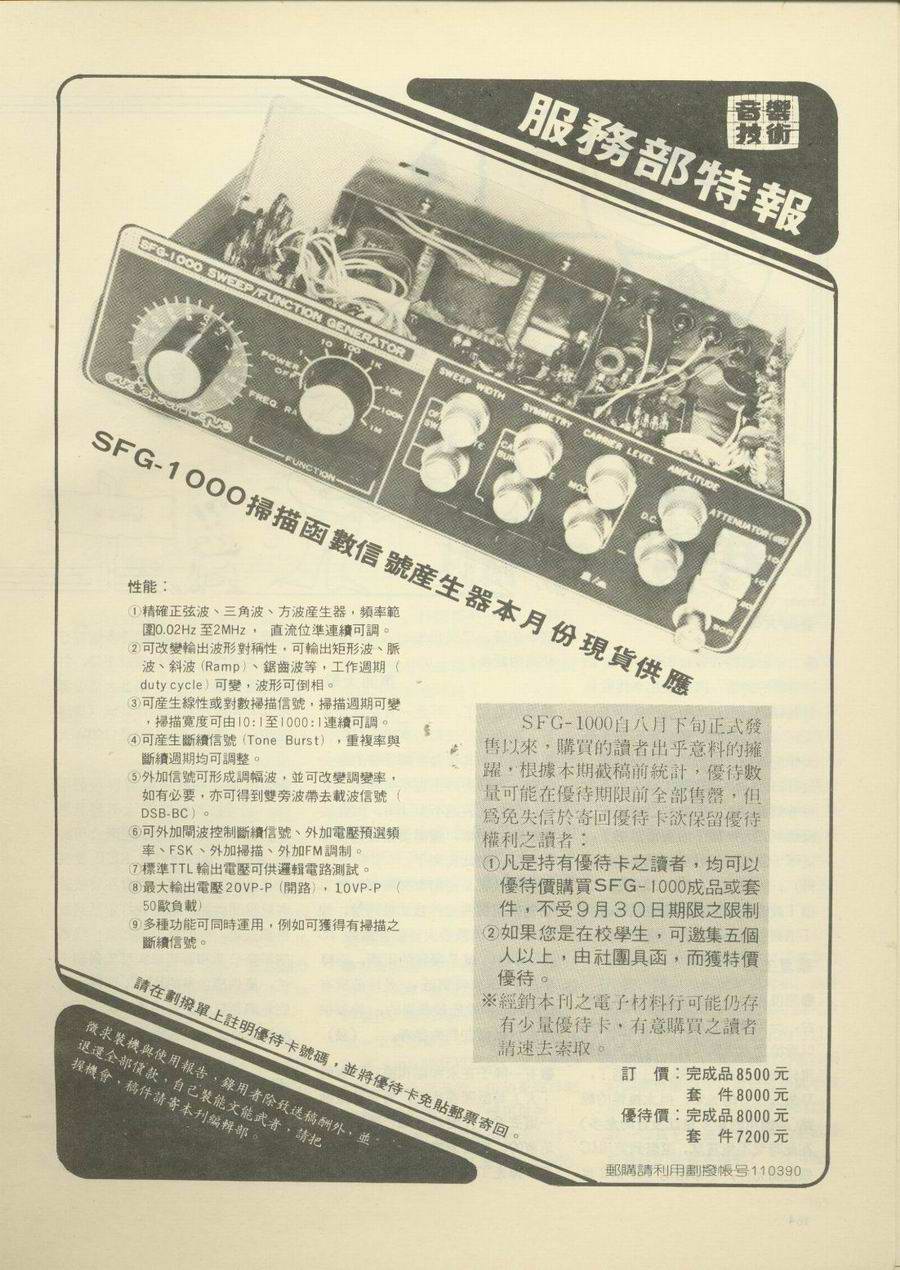 音響
技術
服務部特報
SFG-1000 SWEEP/FUNCTION GENERATOR
POWER
OFF
1
10
100
1K
10K
100K
1M
FREQ. RA
FUNCTION
SWEEP WIDTH
SYMMETRY
CARRIER LEVEL
AMPLITUDE
ATTENUATOR(dB)
D.C.
SFG-1000掃描函數信號産生器本月份現貨供應
性能：
①精確正弦波、三角波、方波産生器，頻率範
圍0.02Hz 至2MHz， 直流位準連續可調。
②可改變輸出波形對稱性，可輸出矩形波、脈
波、斜波(Ramp)、鋸齒波等，工作週期（
duty cycle）可變，波形可倒相。
③可産生線性或對數掃描信號，掃描週期可變
，掃描寬度可由10:1至1000:1連續可調。
④可産生斷續信號(Tone Burst)，重複率與
斷續週期均可調整。
⑤外加信號可形成調幅波，並可改變調變率，
如有必要，亦可得到雙旁波帶去載波信號（
DSB-BC）。
⑥可外加閘波控制斷續信號、外加電壓預選頻
率、FSK、外加掃描、外加FM調制。
⑦標準TTL輸出電壓可供邏輯電路測試。
⑧最大輸出電壓20VP-P（開路），10VP-P （
50歐負載）
⑨多種功能可同時運用，例如可獲得有掃描之
斷續信號。
SFG-1000自八月下旬正式發
售以來，購買的讀者出乎意料的擁
躍，根據本期截稿前統計，優待數
量可能在優待期限前全部售罄，但
爲免失信於寄回優待卡欲保留優待
權利之讀者：
①凡是持有優待卡之讀者，均可以
優待價購買SFG-1000成品或套
件，不受9月30日期限之限制
②如果您是在校學生，可邀集五個
人以上，由社團具函，而獲特價
優待。
※經銷本刊之電子材料行可能仍存
有少量優待卡，有意購買之讀者
請速去索取。
訂 價：完成品8500元
套 件8000元
優待價：完成品8000元
套 件7200元
郵購請利用劃撥帳号110390
請在劃撥單上註明優待卡號碼，並將優待卡免貼郵票寄回。
徵求裝機與使用報告，錄用者除致送稿酬外，並
退還全部貨款，自己裝能文能武者，請把
握機會，稿件請寄本刊編輯部。